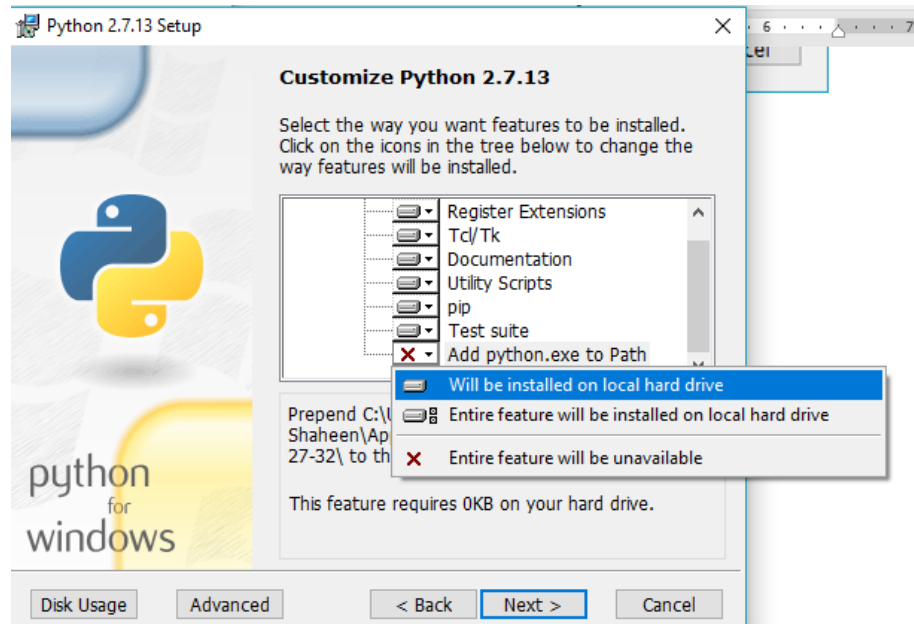 Python 2.7.13 Setup
6 7
Customize Python 2.7.13
Select the way you want features to be installed.
Click on the icons in the tree below to change the
way features will be installed.
Register Extensions
Tcl/Tk
Documentation
Utility Scripts
pip
Test suite
Add python.exe to Path
Will be installed on local hard drive
Entire feature will be installed on local hard drive
Entire feature will be unavailable
Prepend C:\
Shaheen\Ap
27-32\ to th
This feature requires 0KB on your hard drive.
python
for
windows
Disk Usage
Advanced
< Back
Next >
Cancel